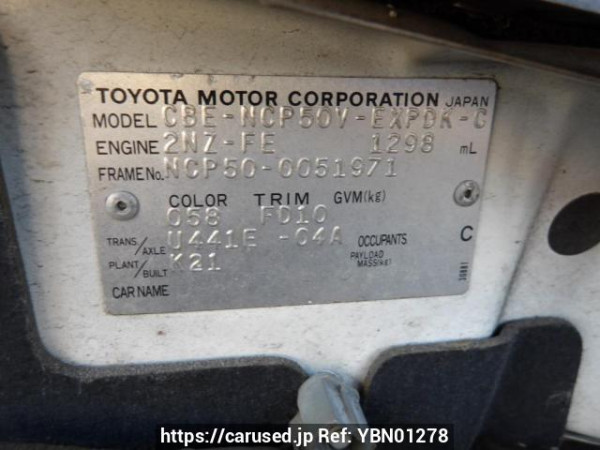 TOYOTA MOTOR CORPORATION JAPAN
MODEL CBE-NCP50V-EXPDK-C
ENGINE 2NZ-FE 1298 mL
FRAME No. NCP50-0051971
COLOR TRIM GVM(kg)
058 FD10
TRANS/AXLE U441E -04A OCCUPANTS C
PLANT/BUILT K21 PAYLOAD MASS(kg)
CAR NAME
https://carused.jp Ref: YBN01278